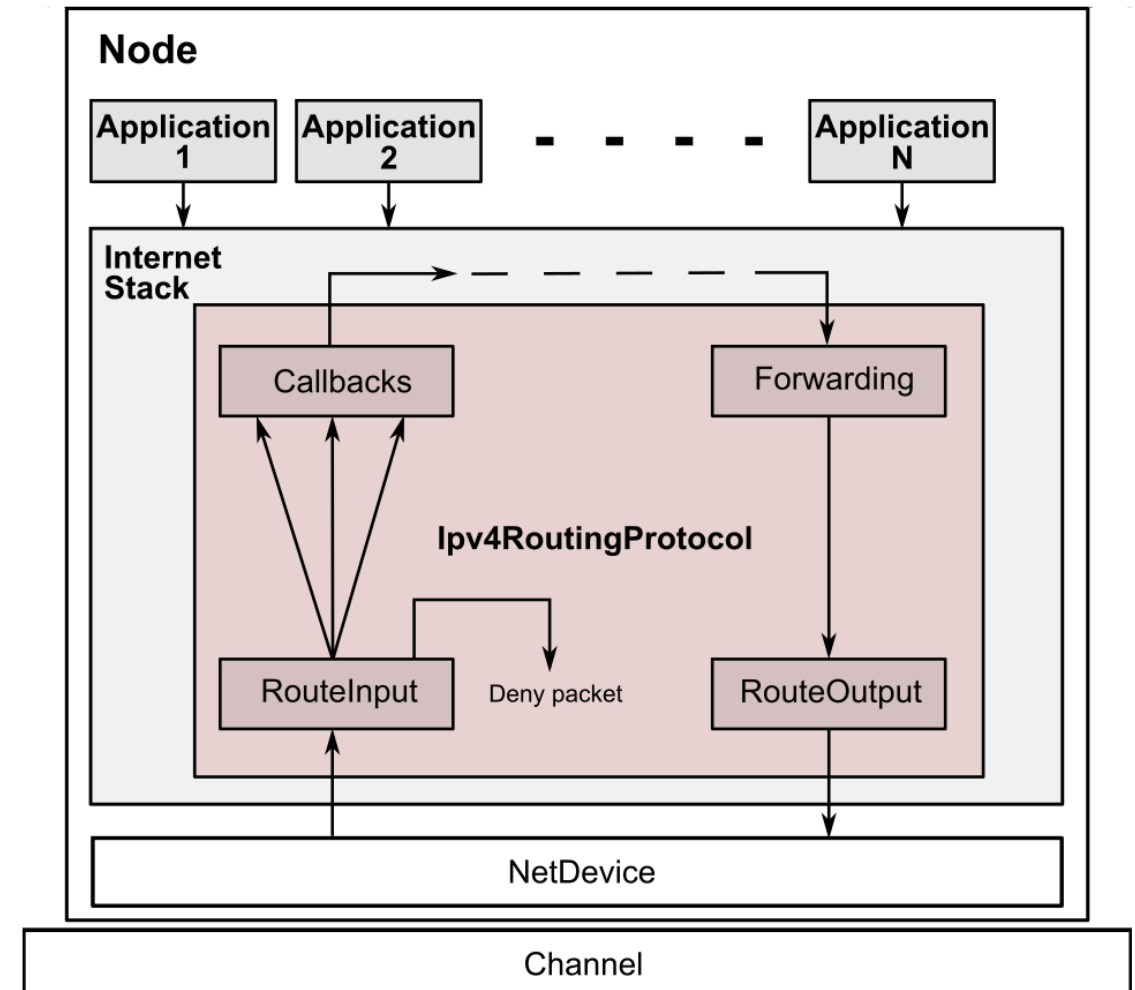 Node
Application
1
Application
2
- - - -
Application
N
Internet
Stack
Callbacks
Forwarding
Ipv4RoutingProtocol
RouteInput
Deny packet
RouteOutput
NetDevice
Channel